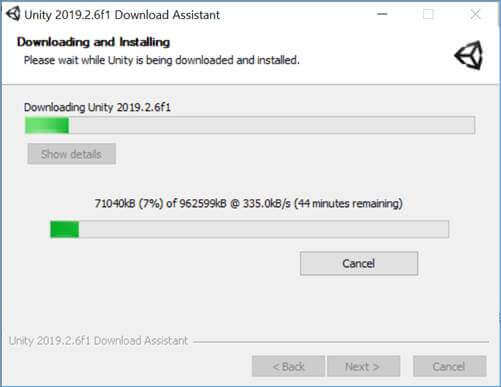 Unity 2019.2.6f1 Download Assistant
Downloading and Installing
Please wait while Unity is being downloaded and installed.
Downloading Unity 2019.2.6f1
Show details
71040kB (7%) of 962599kB @ 335.0kB/s (44 minutes remaining)
Cancel
Unity 2019.2.6f1 Download Assistant
< Back Next > Cancel